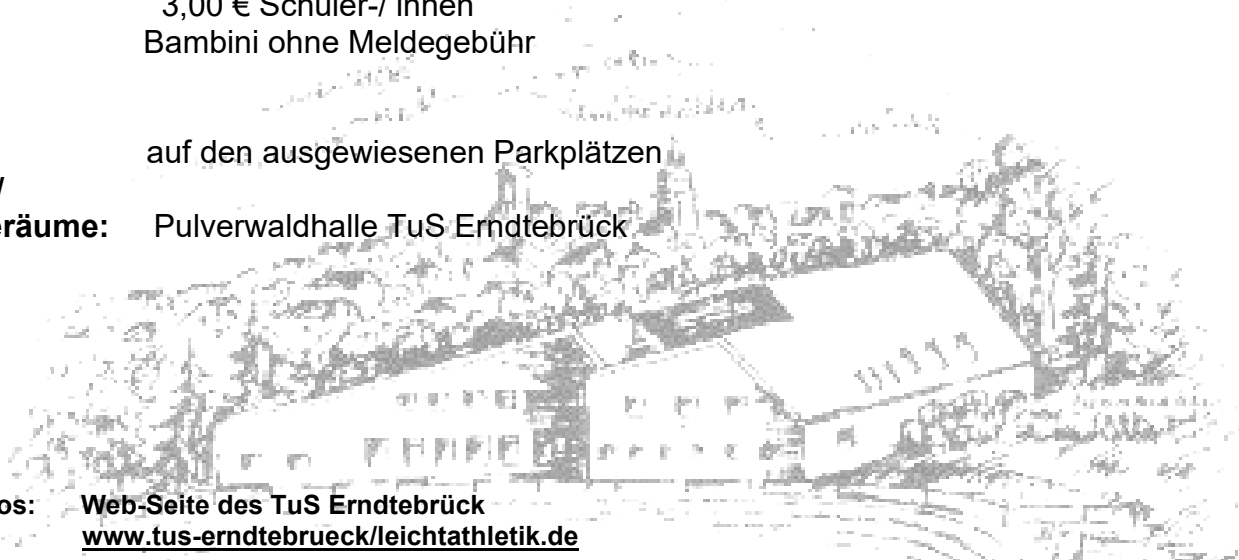 3,00 € Schüler-/ innen
Bambini ohne Meldegebühr
auf den ausgewiesenen Parkplätzen
/
eräume: Pulverwaldhalle TuS Erndtebrück
os: Web-Seite des TuS Erndtebrück
www.tus-erndtebrueck/leichtathletik.de